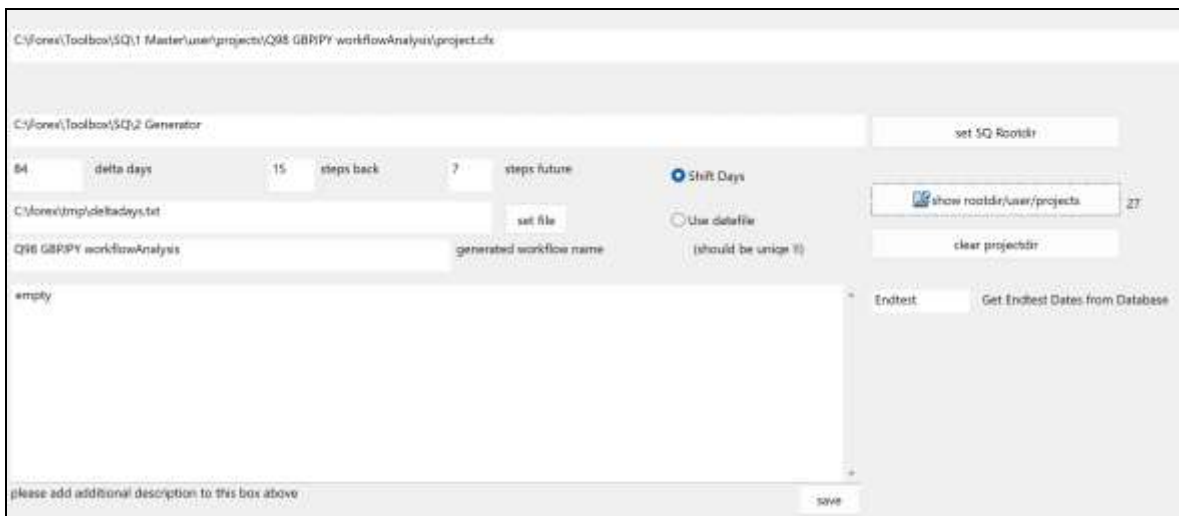 C:\Forex\Toolbox\SQ\1 Master\user\projects\Q98 GBPJPY workflowAnalysis\project.cfx
C:\Forex\Toolbox\SQ\2 Generator
set SQ Rootdir
84 delta days 15 steps back 7 steps future
Shift Days
show rootdir/user/projects 27
C:\forex\tmp\deltadays.txt
set file
Use datefile
Q98 GBPJPY workflowAnalysis
generated workflow name
(should be uniqe !!)
clear projectdir
empty
Endtest
Get Endtest Dates from Database
please add additional description to this box above
save